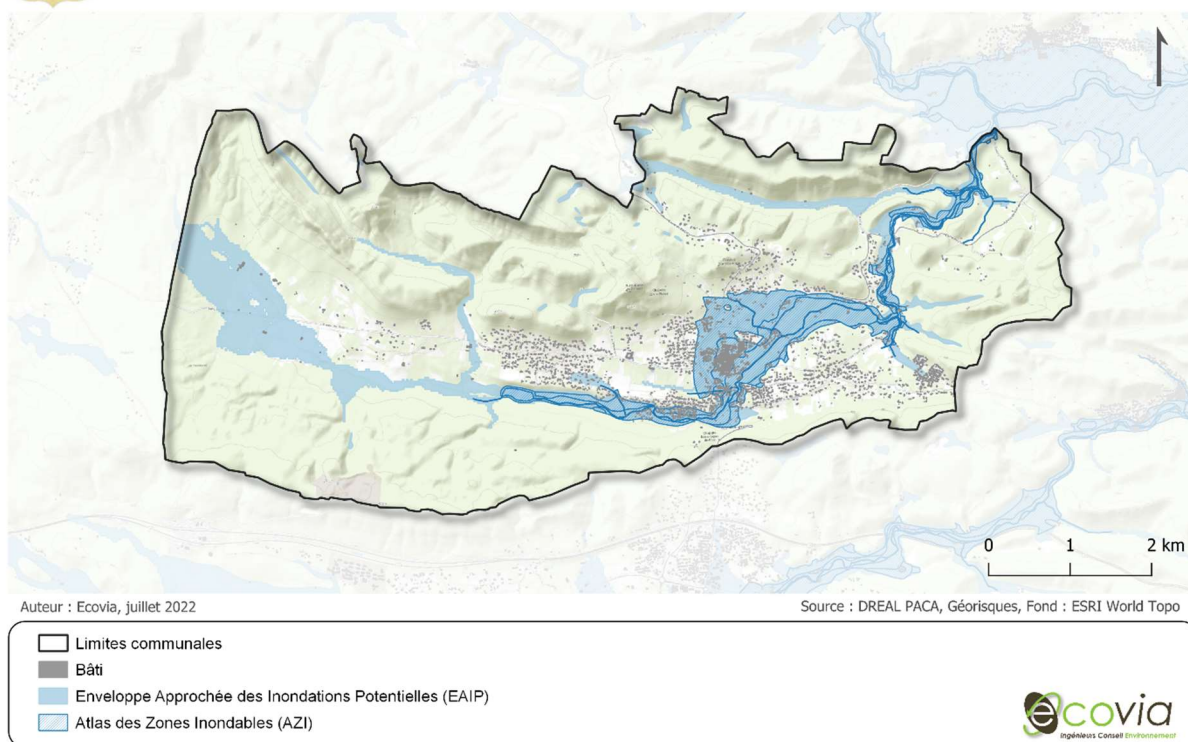 0 1 2 km
Auteur : Ecovia, juillet 2022
Source : DREAL PACA, Géorisques, Fond : ESRI World Topo
Limites communales
Bâti
Enveloppe Approchée des Inondations Potentielles (EAIP)
Atlas des Zones Inondables (AZI)
ecovia
Ingénieurs Conseil Environnement